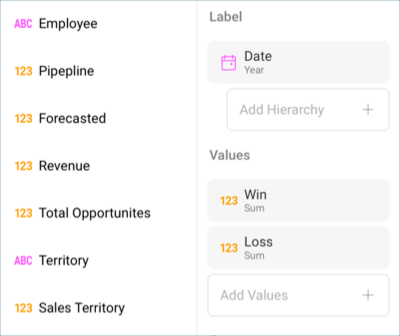 ABC Employee
123 Pipepline
123 Forecasted
123 Revenue
123 Total Opportunites
ABC Territory
123 Sales Territory
Label
Date
Year
Add Hierarchy +
Values
123 Win
Sum
123 Loss
Sum
Add Values +